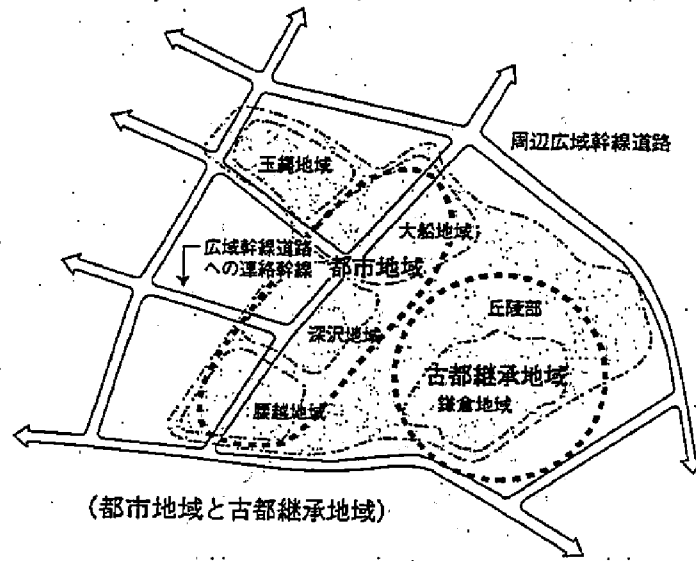 周辺広域幹線道路
玉縄地域
大船地域
広域幹線道路
への連絡幹線
都市地域
丘陵部
深沢地域
古都継承地域
鎌倉地域
腰越地域
(都市地域と古都継承地域)